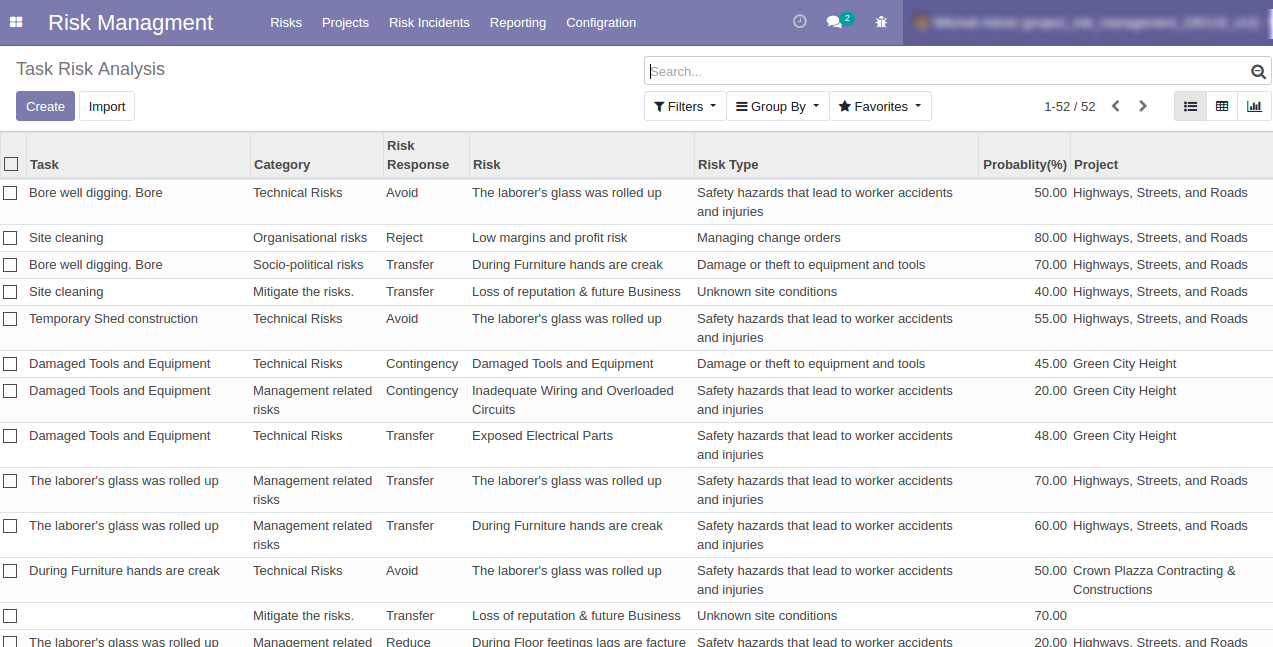 Risk Managment Risks Projects Risk Incidents Reporting Configration 2
Task Risk Analysis
Search...
Create Import Filters Group By Favorites 1-52 / 52
Task Category Risk Response Risk Risk Type Probablity(%) Project
Bore well digging. Bore Technical Risks Avoid The laborer's glass was rolled up Safety hazards that lead to worker accidents and injuries 50.00 Highways, Streets, and Roads
Site cleaning Organisational risks Reject Low margins and profit risk Managing change orders 80.00 Highways, Streets, and Roads
Bore well digging. Bore Socio-political risks Transfer During Furniture hands are creak Damage or theft to equipment and tools 70.00 Highways, Streets, and Roads
Site cleaning Mitigate the risks. Transfer Loss of reputation & future Business Unknown site conditions 40.00 Highways, Streets, and Roads
Temporary Shed construction Technical Risks Avoid The laborer's glass was rolled up Safety hazards that lead to worker accidents and injuries 55.00 Highways, Streets, and Roads
Damaged Tools and Equipment Technical Risks Contingency Damaged Tools and Equipment Damage or theft to equipment and tools 45.00 Green City Height
Damaged Tools and Equipment Management related risks Contingency Inadequate Wiring and Overloaded Circuits Safety hazards that lead to worker accidents and injuries 20.00 Green City Height
Damaged Tools and Equipment Technical Risks Transfer Exposed Electrical Parts Safety hazards that lead to worker accidents and injuries 48.00 Green City Height
The laborer's glass was rolled up Management related risks Transfer The laborer's glass was rolled up Safety hazards that lead to worker accidents and injuries 70.00 Highways, Streets, and Roads
The laborer's glass was rolled up Management related risks Transfer During Furniture hands are creak Safety hazards that lead to worker accidents and injuries 60.00 Highways, Streets, and Roads
During Furniture hands are creak Technical Risks Avoid The laborer's glass was rolled up Safety hazards that lead to worker accidents and injuries 50.00 Crown Plazza Contracting & Constructions
Mitigate the risks. Transfer Loss of reputation & future Business Unknown site conditions 70.00
The laborer's glass was rolled up Management related Reduce During Floor feetings lags are facture Safety hazards that lead to worker accidents 20.00 Highways, Streets, and Roads